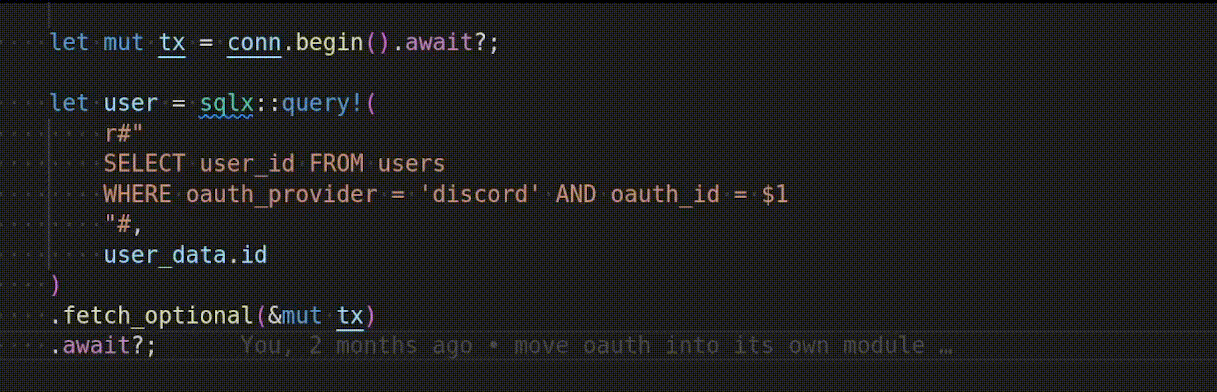 let mut tx = conn.begin().await?;
let user = sqlx::query!(
r#"
SELECT user_id FROM users
WHERE oauth_provider = 'discord' AND oauth_id = $1
"#,
user_data.id
)
.fetch_optional(&mut tx)
.await?; You, 2 months ago • move oauth into its own module …